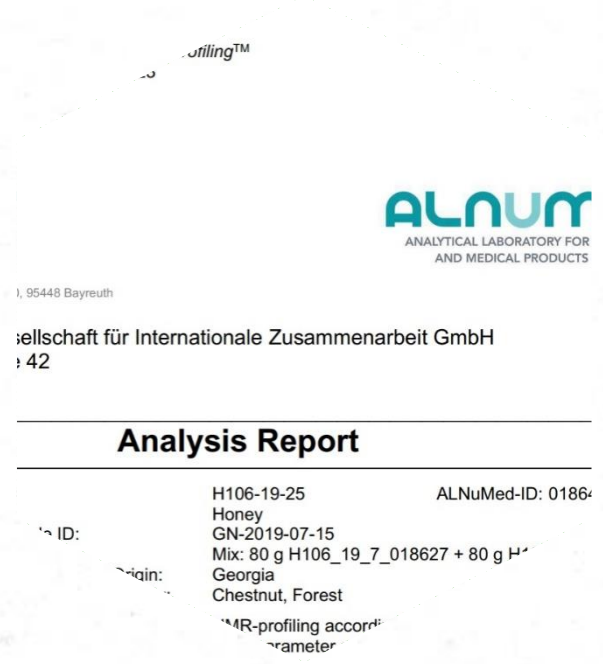 ofiling™
ALNUM
ANALYTICAL LABORATORY FOR
AND MEDICAL PRODUCTS
95448 Bayreuth
sellschaft für Internationale Zusammenarbeit GmbH
42
Analysis Report
H106-19-25 ALNuMed-ID: 01864
Honey
ID: GN-2019-07-15
Mix: 80 g H106_19_7_018627 + 80 g
Origin: Georgia
Chestnut, Forest
MR-profiling accordi
arameter